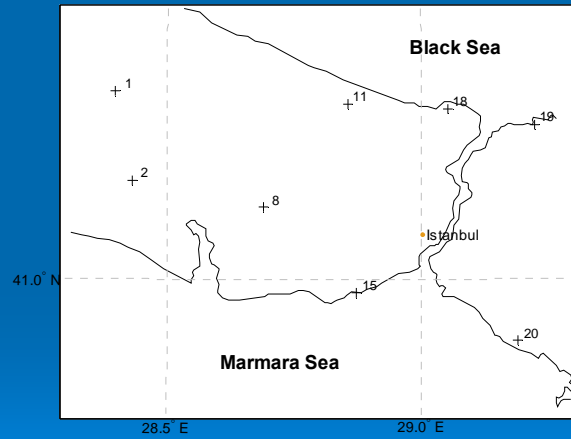 Black Sea
1
11
18
19
2
8
Istanbul
41.0° N
15
20
Marmara Sea
28.5° E
29.0° E